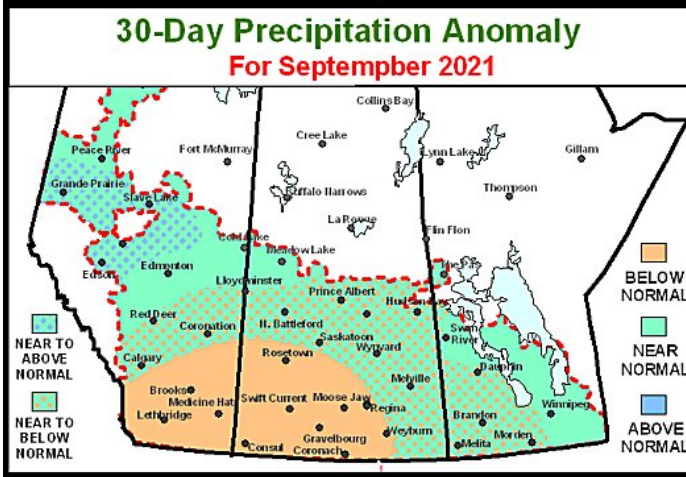 30-Day Precipitation Anomaly
For Septempber 2021
Collins Bay
Peace River
Fort McMurray
Cree Lake
Lynn Lake
Gillam
Grande Prairie
Slave Lake
Buffalo Narrows
Thompson
La Ronge
Flin Flon
Cold Lake
Meadow Lake
The Pas
Edson
Edmonton
Lloydminster
Prince Albert
Hudson Bay
BELOW
NORMAL
Red Deer
Coronation
N. Battleford
Saskatoon
Swan
River
NEAR TO
ABOVE
NORMAL
NEAR
NORMAL
Calgary
Rosetown
Wynyard
Dauphin
Brooks
Medicine Hat
Lethbridge
Swift Current
Moose Jaw
Regina
Melville
Brandon
Winnipeg
ABOVE
NORMAL
NEAR TO
BELOW
NORMAL
Consul
Gravelbourg
Coronach
Weyburn
Melita
Morden